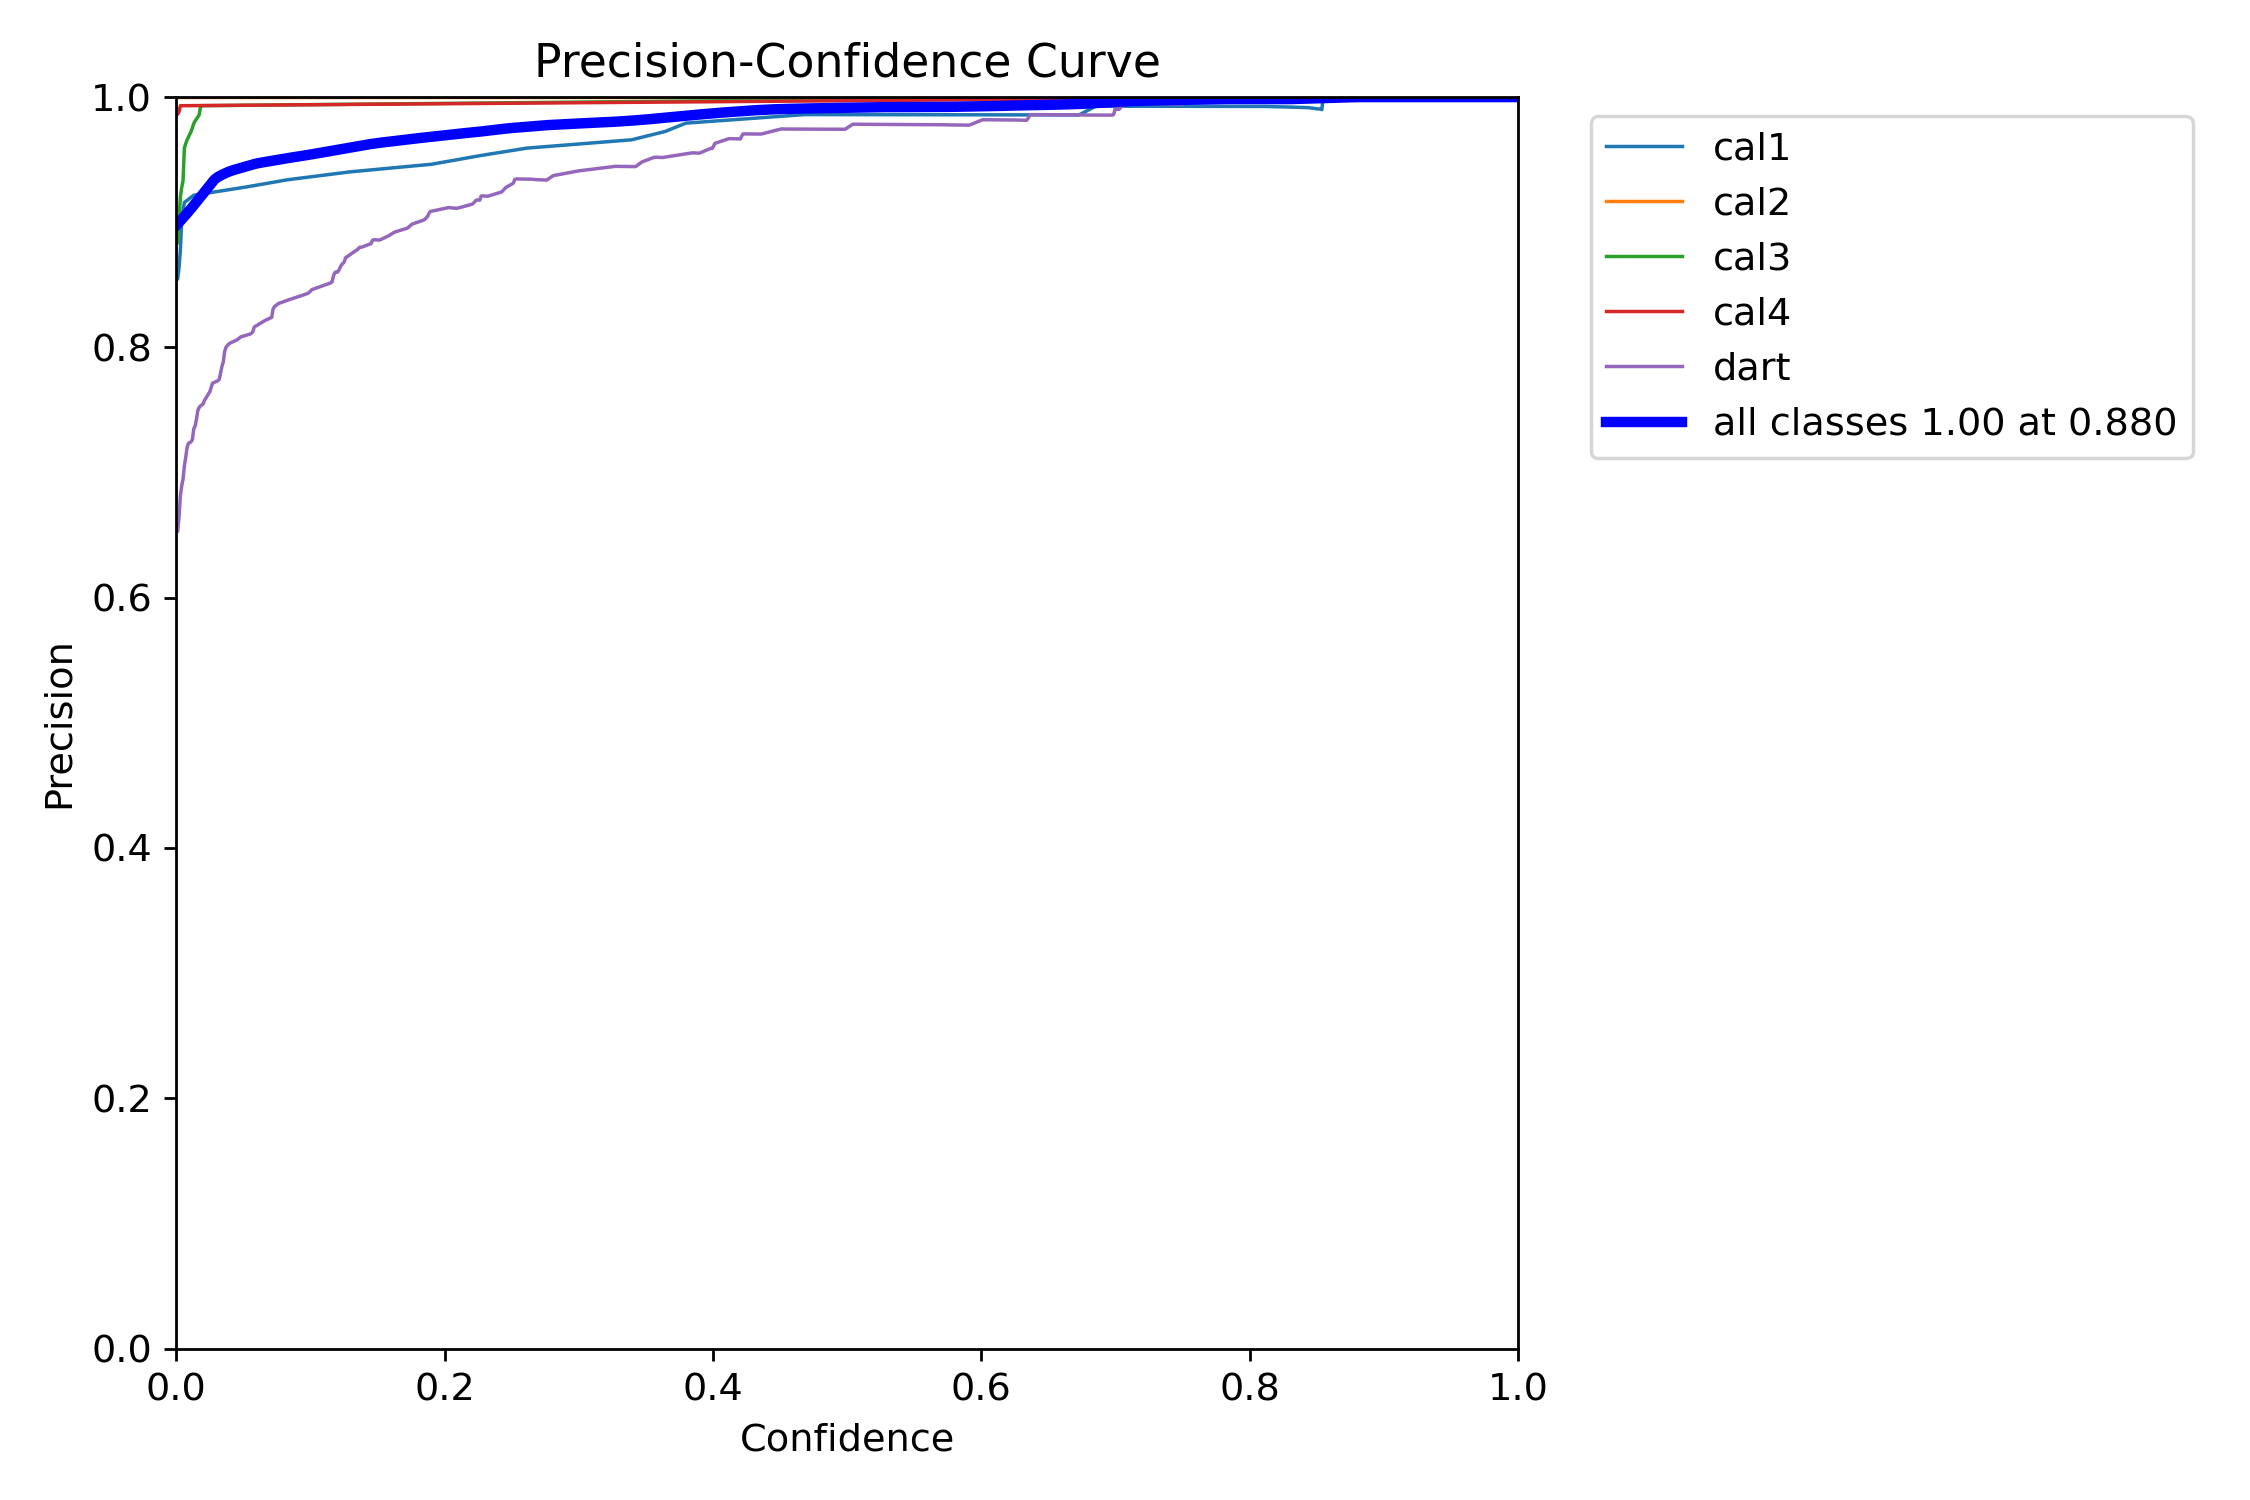 Precision-Confidence Curve
1.0
0.8
0.6
0.4
0.2
0.0
Precision
0.0 0.2 0.4 0.6 0.8 1.0
Confidence
cal1
cal2
cal3
cal4
dart
all classes 1.00 at 0.880